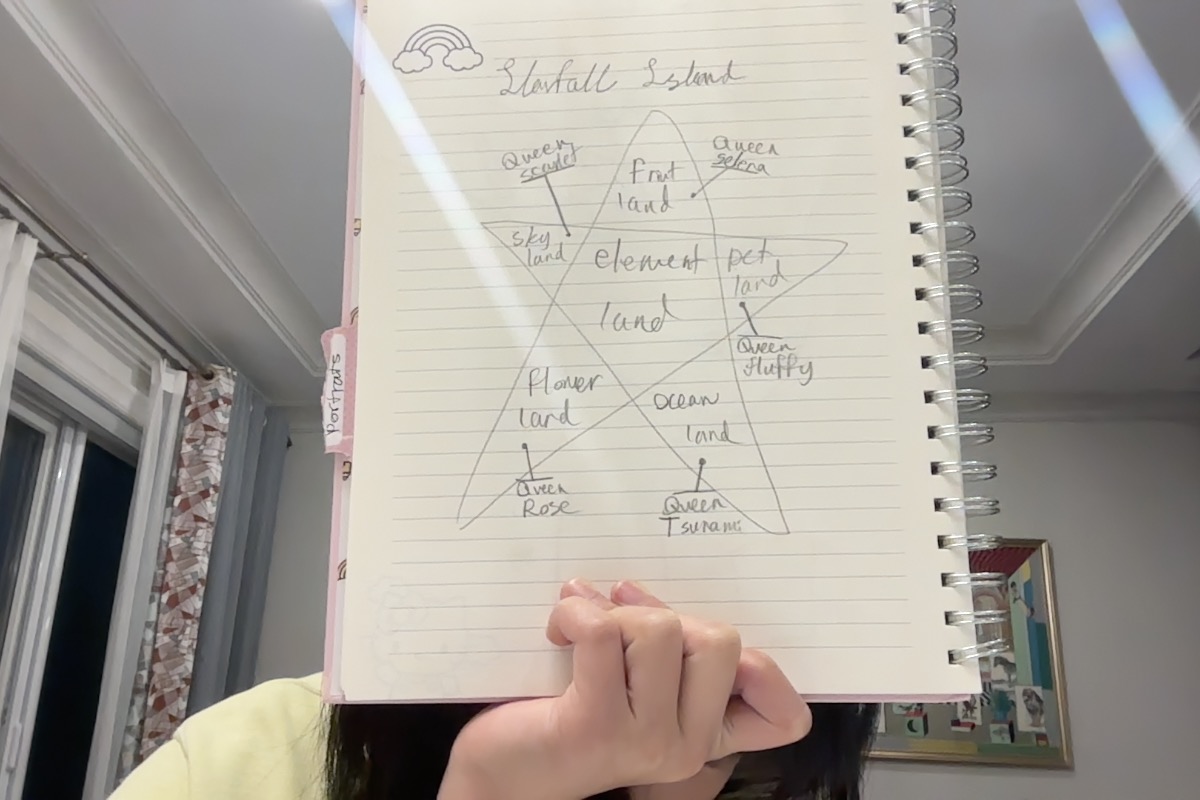 Starfall Island
Queen
scarlet
Queen
selena
fruit
land
sky
land
element
land
pet
land
Queen
fluffy
flower
land
ocean
land
Queen
Rose
Queen
Tsunami